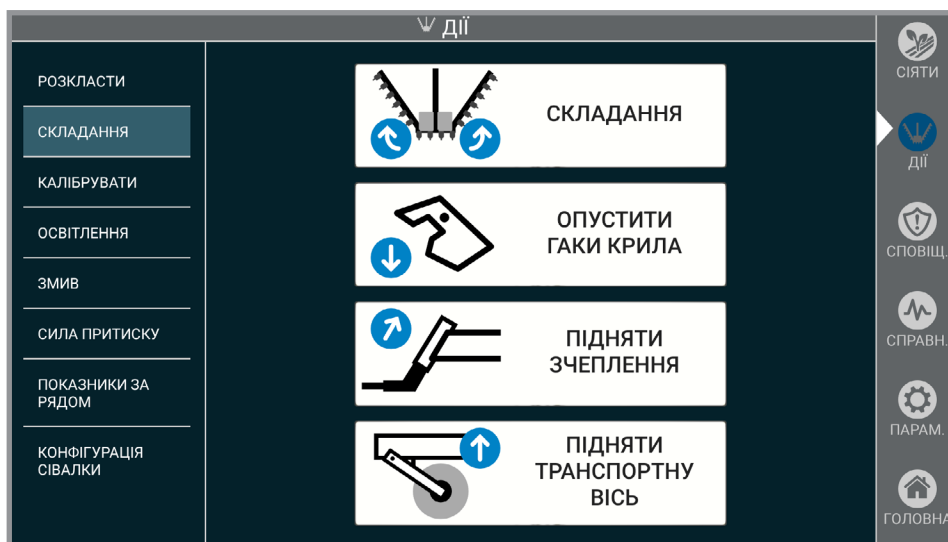 ДІЇ
РОЗКЛАСТИ
СКЛАДАННЯ
КАЛІБРУВАТИ
ОСВІТЛЕННЯ
ЗМИВ
СИЛА ПРИТИСКУ
ПОКАЗНИКИ ЗА
РЯДОМ
КОНФІГУРАЦІЯ
СІВАЛКИ
СКЛАДАННЯ
ОПУСТИТИ
ГАКИ КРИЛА
ПІДНЯТИ
ЗЧЕПЛЕННЯ
ПІДНЯТИ
ТРАНСПОРТНУ
ВІСЬ
СІЯТИ
ДІЇ
СПОВІЩ.
СПРАВН.
ПАРАМ.
ГОЛОВНА